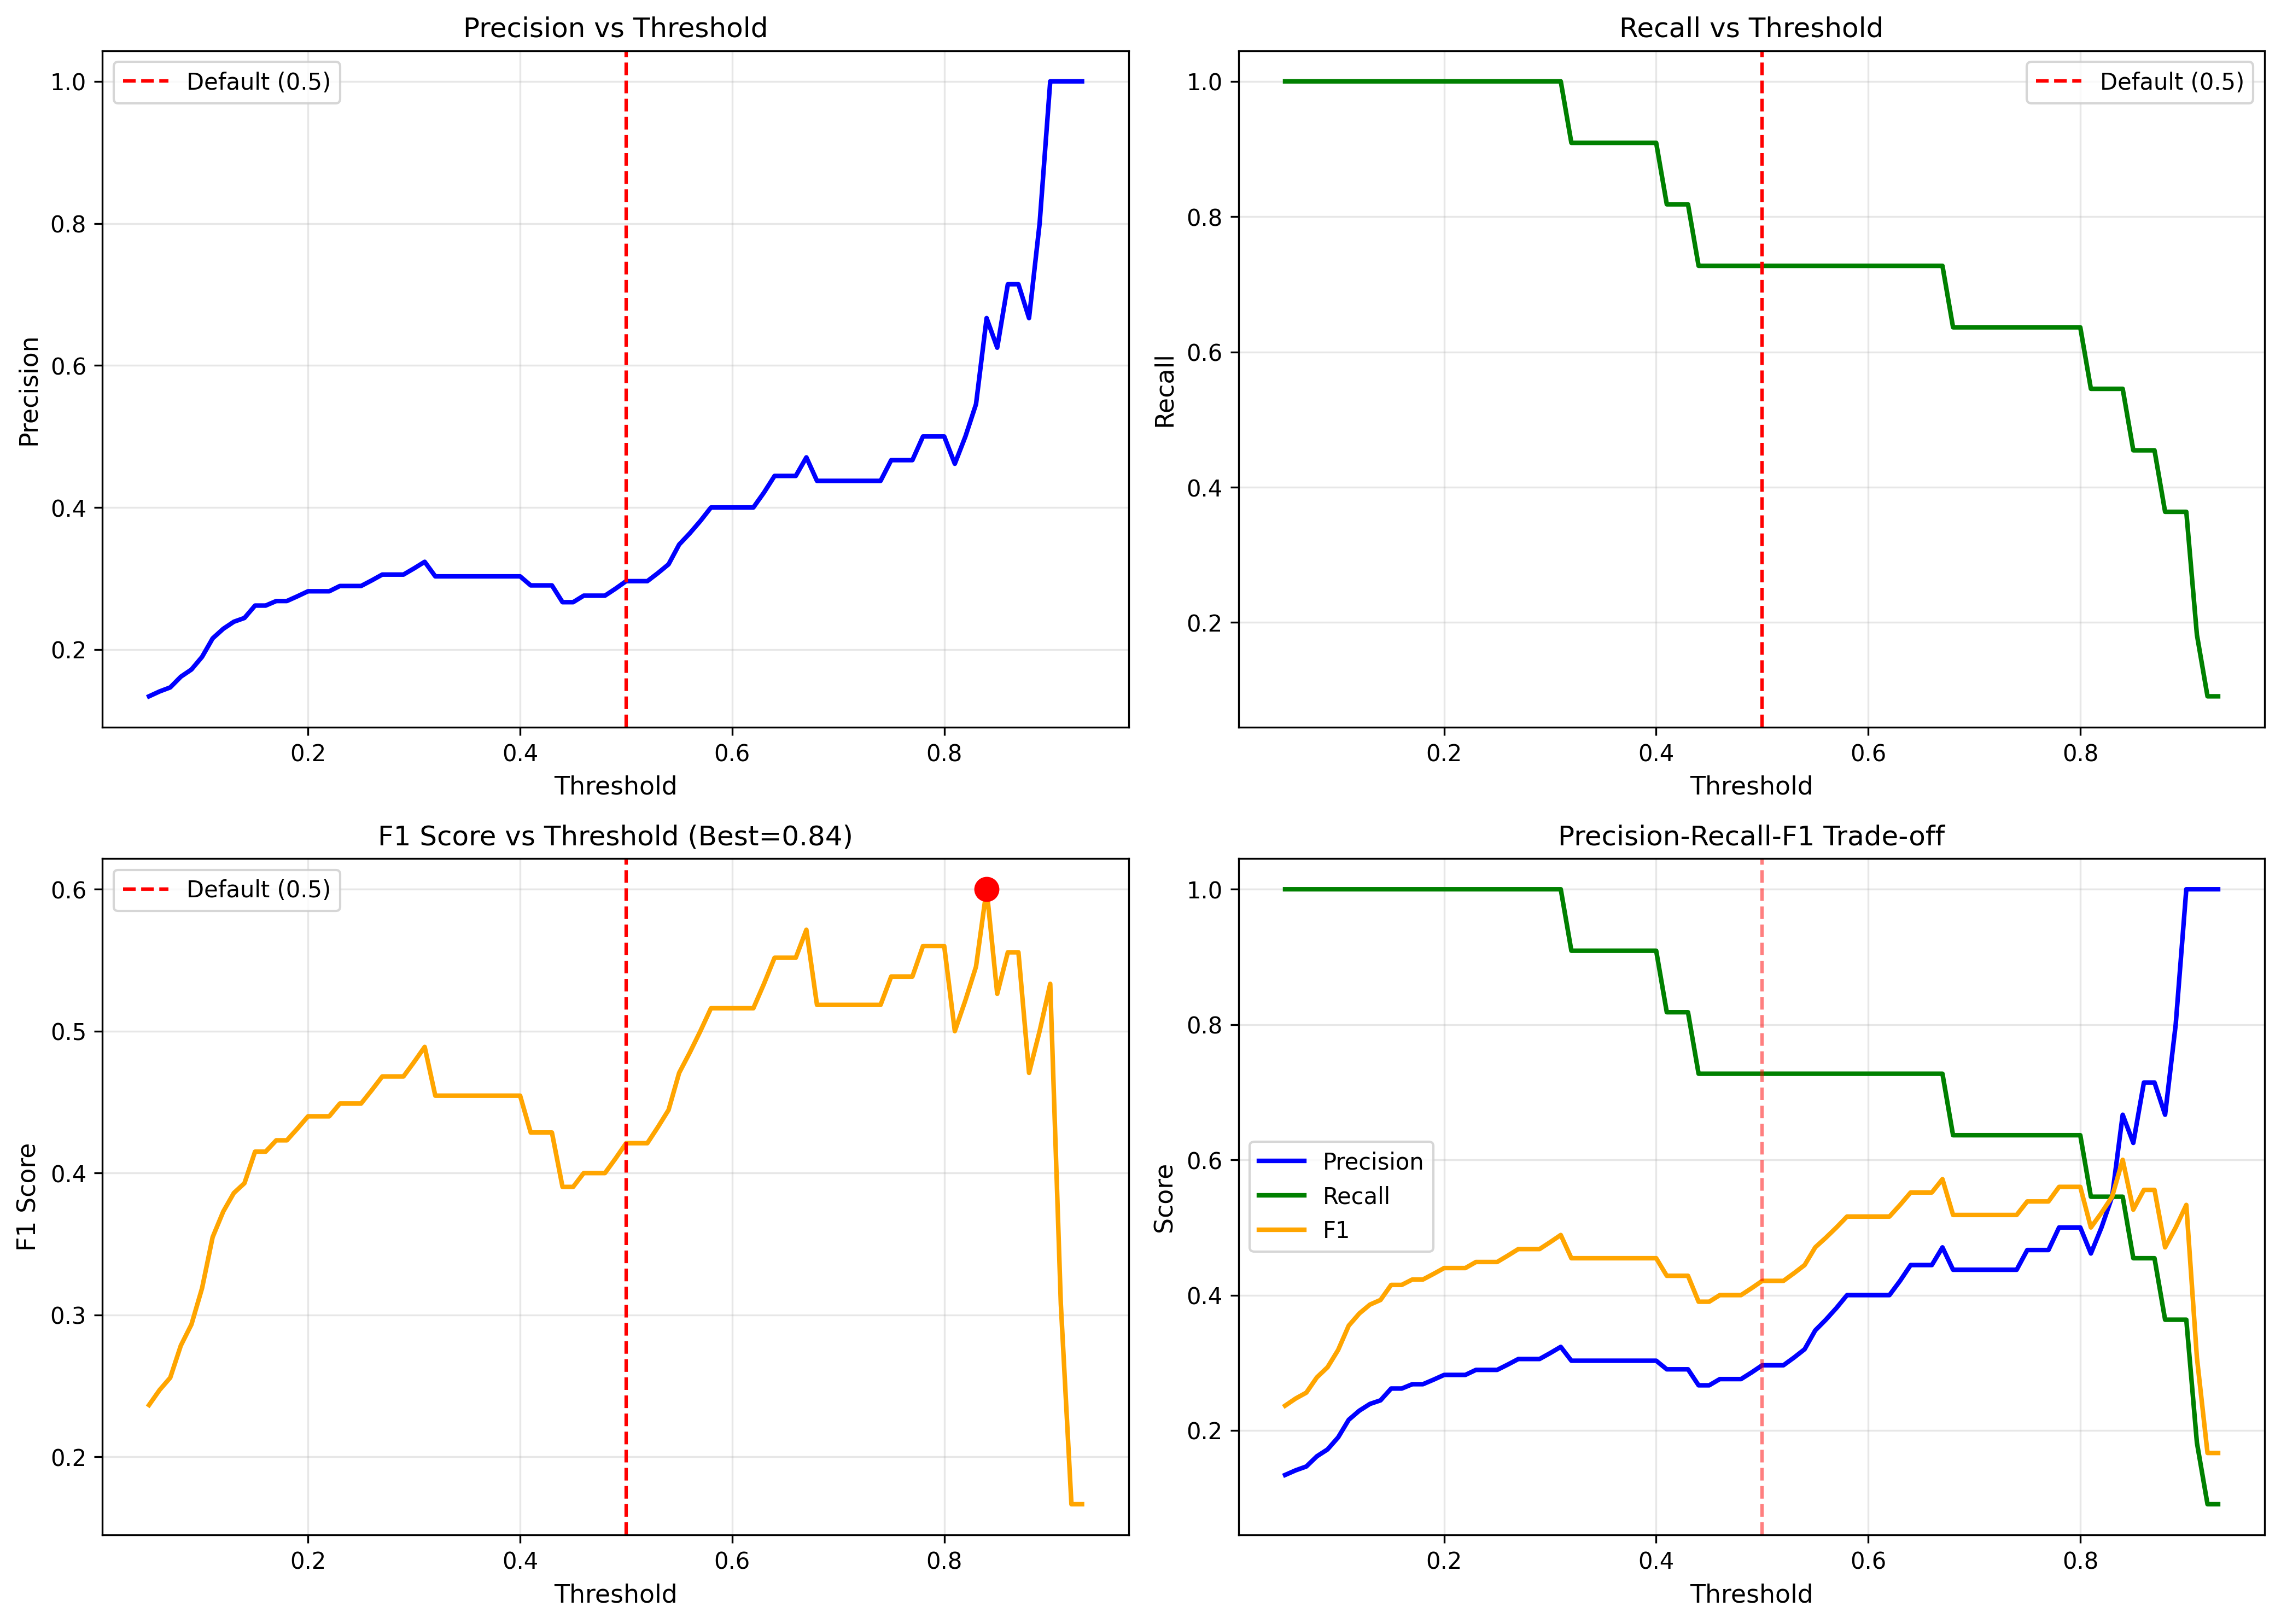 Precision vs Threshold
Default (0.5)
1.0
0.8
0.6
0.4
0.2
Precision
0.2 0.4 0.6 0.8
Threshold
Recall vs Threshold
Default (0.5)
1.0
0.8
0.6
0.4
0.2
Recall
0.2 0.4 0.6 0.8
Threshold
F1 Score vs Threshold (Best=0.84)
Default (0.5)
0.6
0.5
0.4
0.3
0.2
F1 Score
0.2 0.4 0.6 0.8
Threshold
Precision-Recall-F1 Trade-off
1.0
0.8
0.6
0.4
0.2
Score
Precision
Recall
F1
0.2 0.4 0.6 0.8
Threshold